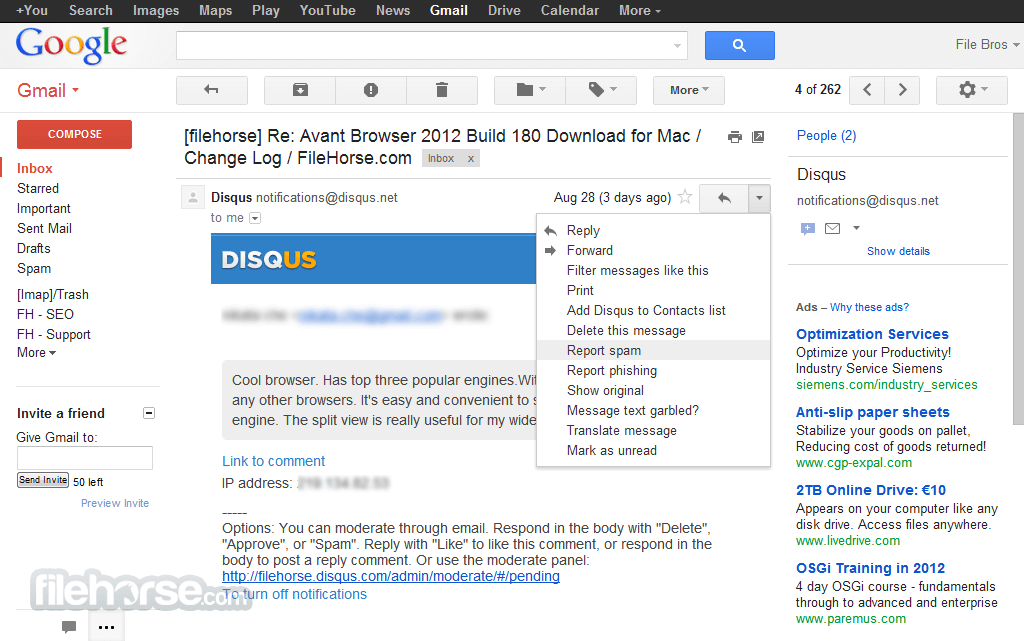 +You Search Images Maps Play YouTube News Gmail Drive Calendar More
Google
File Bros
Gmail
More
4 of 262
COMPOSE
Inbox
Starred
Important
Sent Mail
Drafts
Spam
[Imap]/Trash
FH - SEO
FH - Support
More
Invite a friend
Give Gmail to:
Send Invite 50 left
Preview Invite
[filehorse] Re: Avant Browser 2012 Build 180 Download for Mac /
Change Log / FileHorse.com Inbox x
Disqus notifications@disqus.net
Aug 28 (3 days ago)
to me
DISQUS
wrote:
Cool browser. Has top three popular engines.Wit
any other browsers. It's easy and convenient to s
engine. The split view is really useful for my wide
Link to comment
IP address:
-----
Options: You can moderate through email. Respond in the body with "Delete",
"Approve", or "Spam". Reply with "Like" to like this comment, or respond in the
body to post a reply comment. Or use the moderate panel:
http://filehorse.disqus.com/admin/moderate/#/pending
To turn off notifications
Reply
Forward
Filter messages like this
Print
Add Disqus to Contacts list
Delete this message
Report spam
Report phishing
Show original
Message text garbled?
Translate message
Mark as unread
People (2)
Disqus
notifications@disqus.net
Show details
Ads – Why these ads?
Optimization Services
Optimize your Productivity!
Industry Service Siemens
siemens.com/industry_services
Anti-slip paper sheets
Stabilize your goods on pallet,
Reducing cost of goods returned!
www.cgp-expal.com
2TB Online Drive: €10
Appears on your computer like any
disk drive. Access files anywhere.
www.livedrive.com
OSGi Training in 2012
4 day OSGi course - fundamentals
through to advanced and enterprise
www.paremus.com
filehorse.com